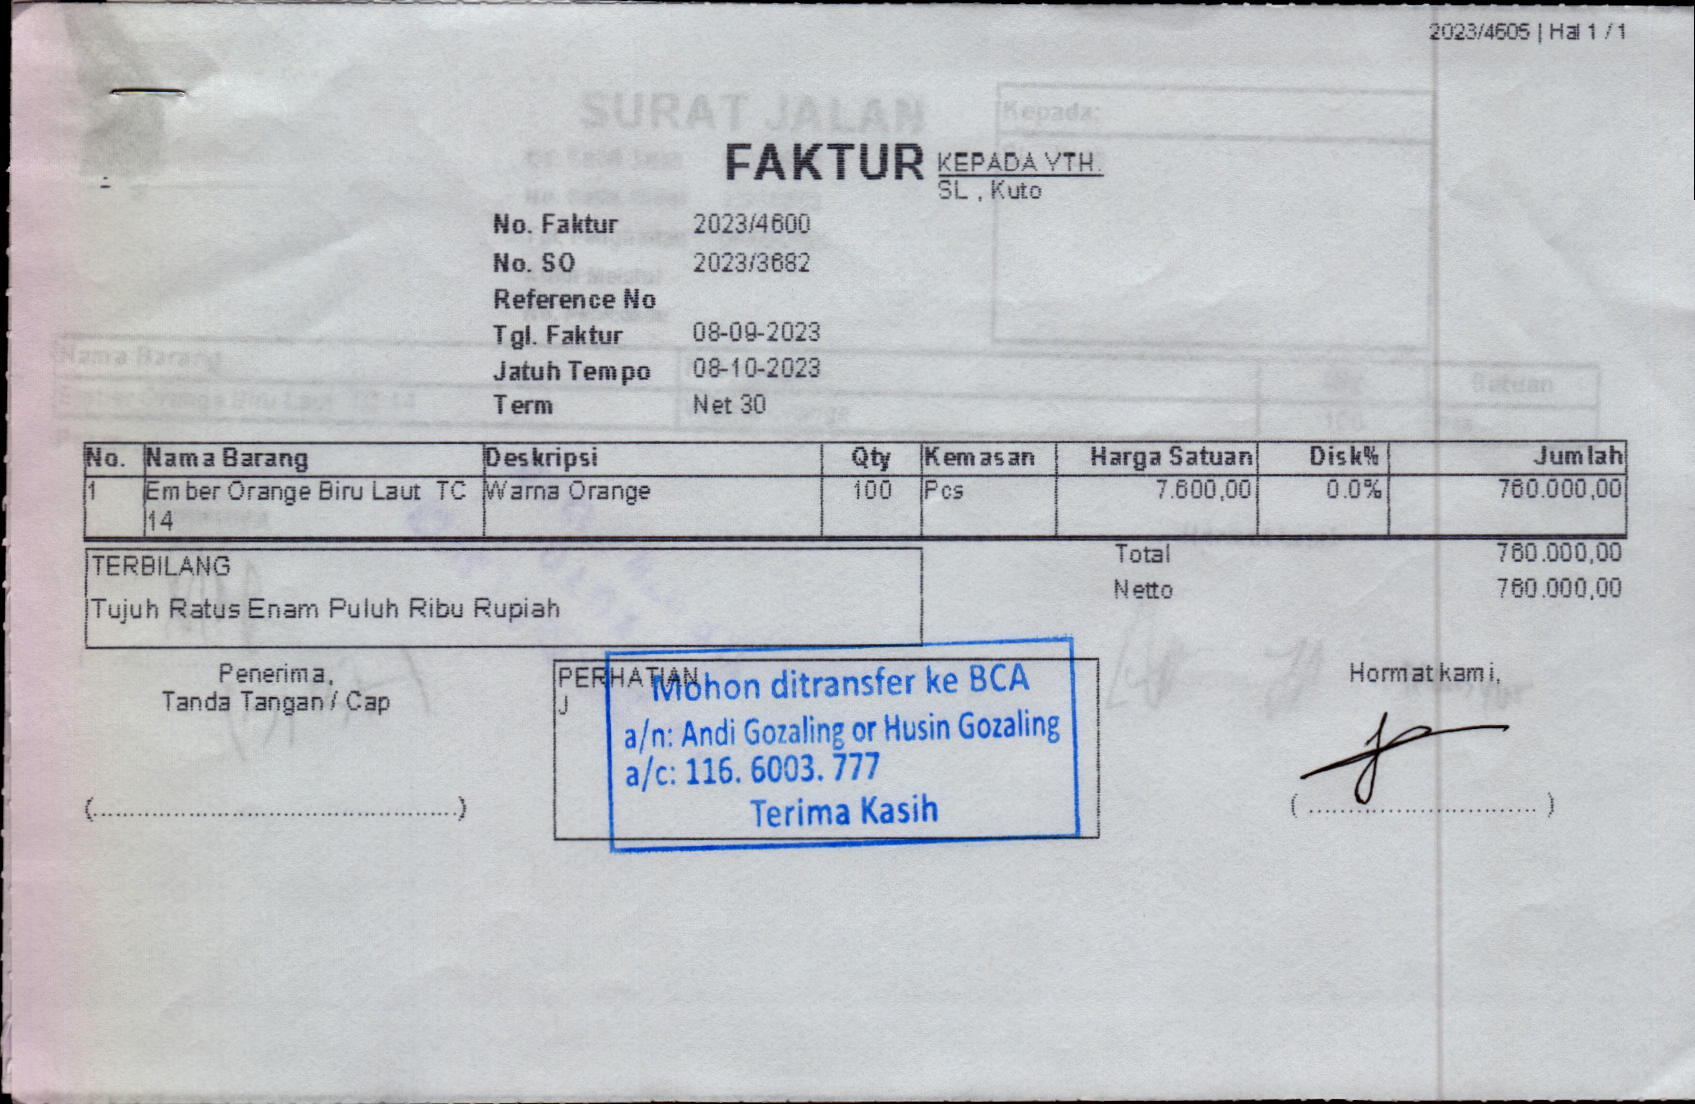 2023/4605 | Hal 1 / 1
SURAT JALAN
Kepada:
FAKTUR
KEPADA YTH.
SL , Kuto
No. Faktur 2023/4600
No. SO 2023/3682
Reference No
Tgl. Faktur 08-09-2023
Jatuh Tempo 08-10-2023
Term Net 30
Nama Barang
Satuan
No. Nama Barang Deskripsi Qty Kemasan Harga Satuan Disk% Jumlah
1 Ember Orange Biru Laut TC Warna Orange 100 Pcs 7.600,00 0.0% 760.000,00
14
TERBILANG
Tujuh Ratus Enam Puluh Ribu Rupiah
Total 760.000,00
Netto 760.000,00
Penerima,
Tanda Tangan / Cap
(................................................)
PERHATIAN
J
Mohon ditransfer ke BCA
a/n: Andi Gozaling or Husin Gozaling
a/c: 116. 6003. 777
Terima Kasih
Hormat kami,
( .............................. )